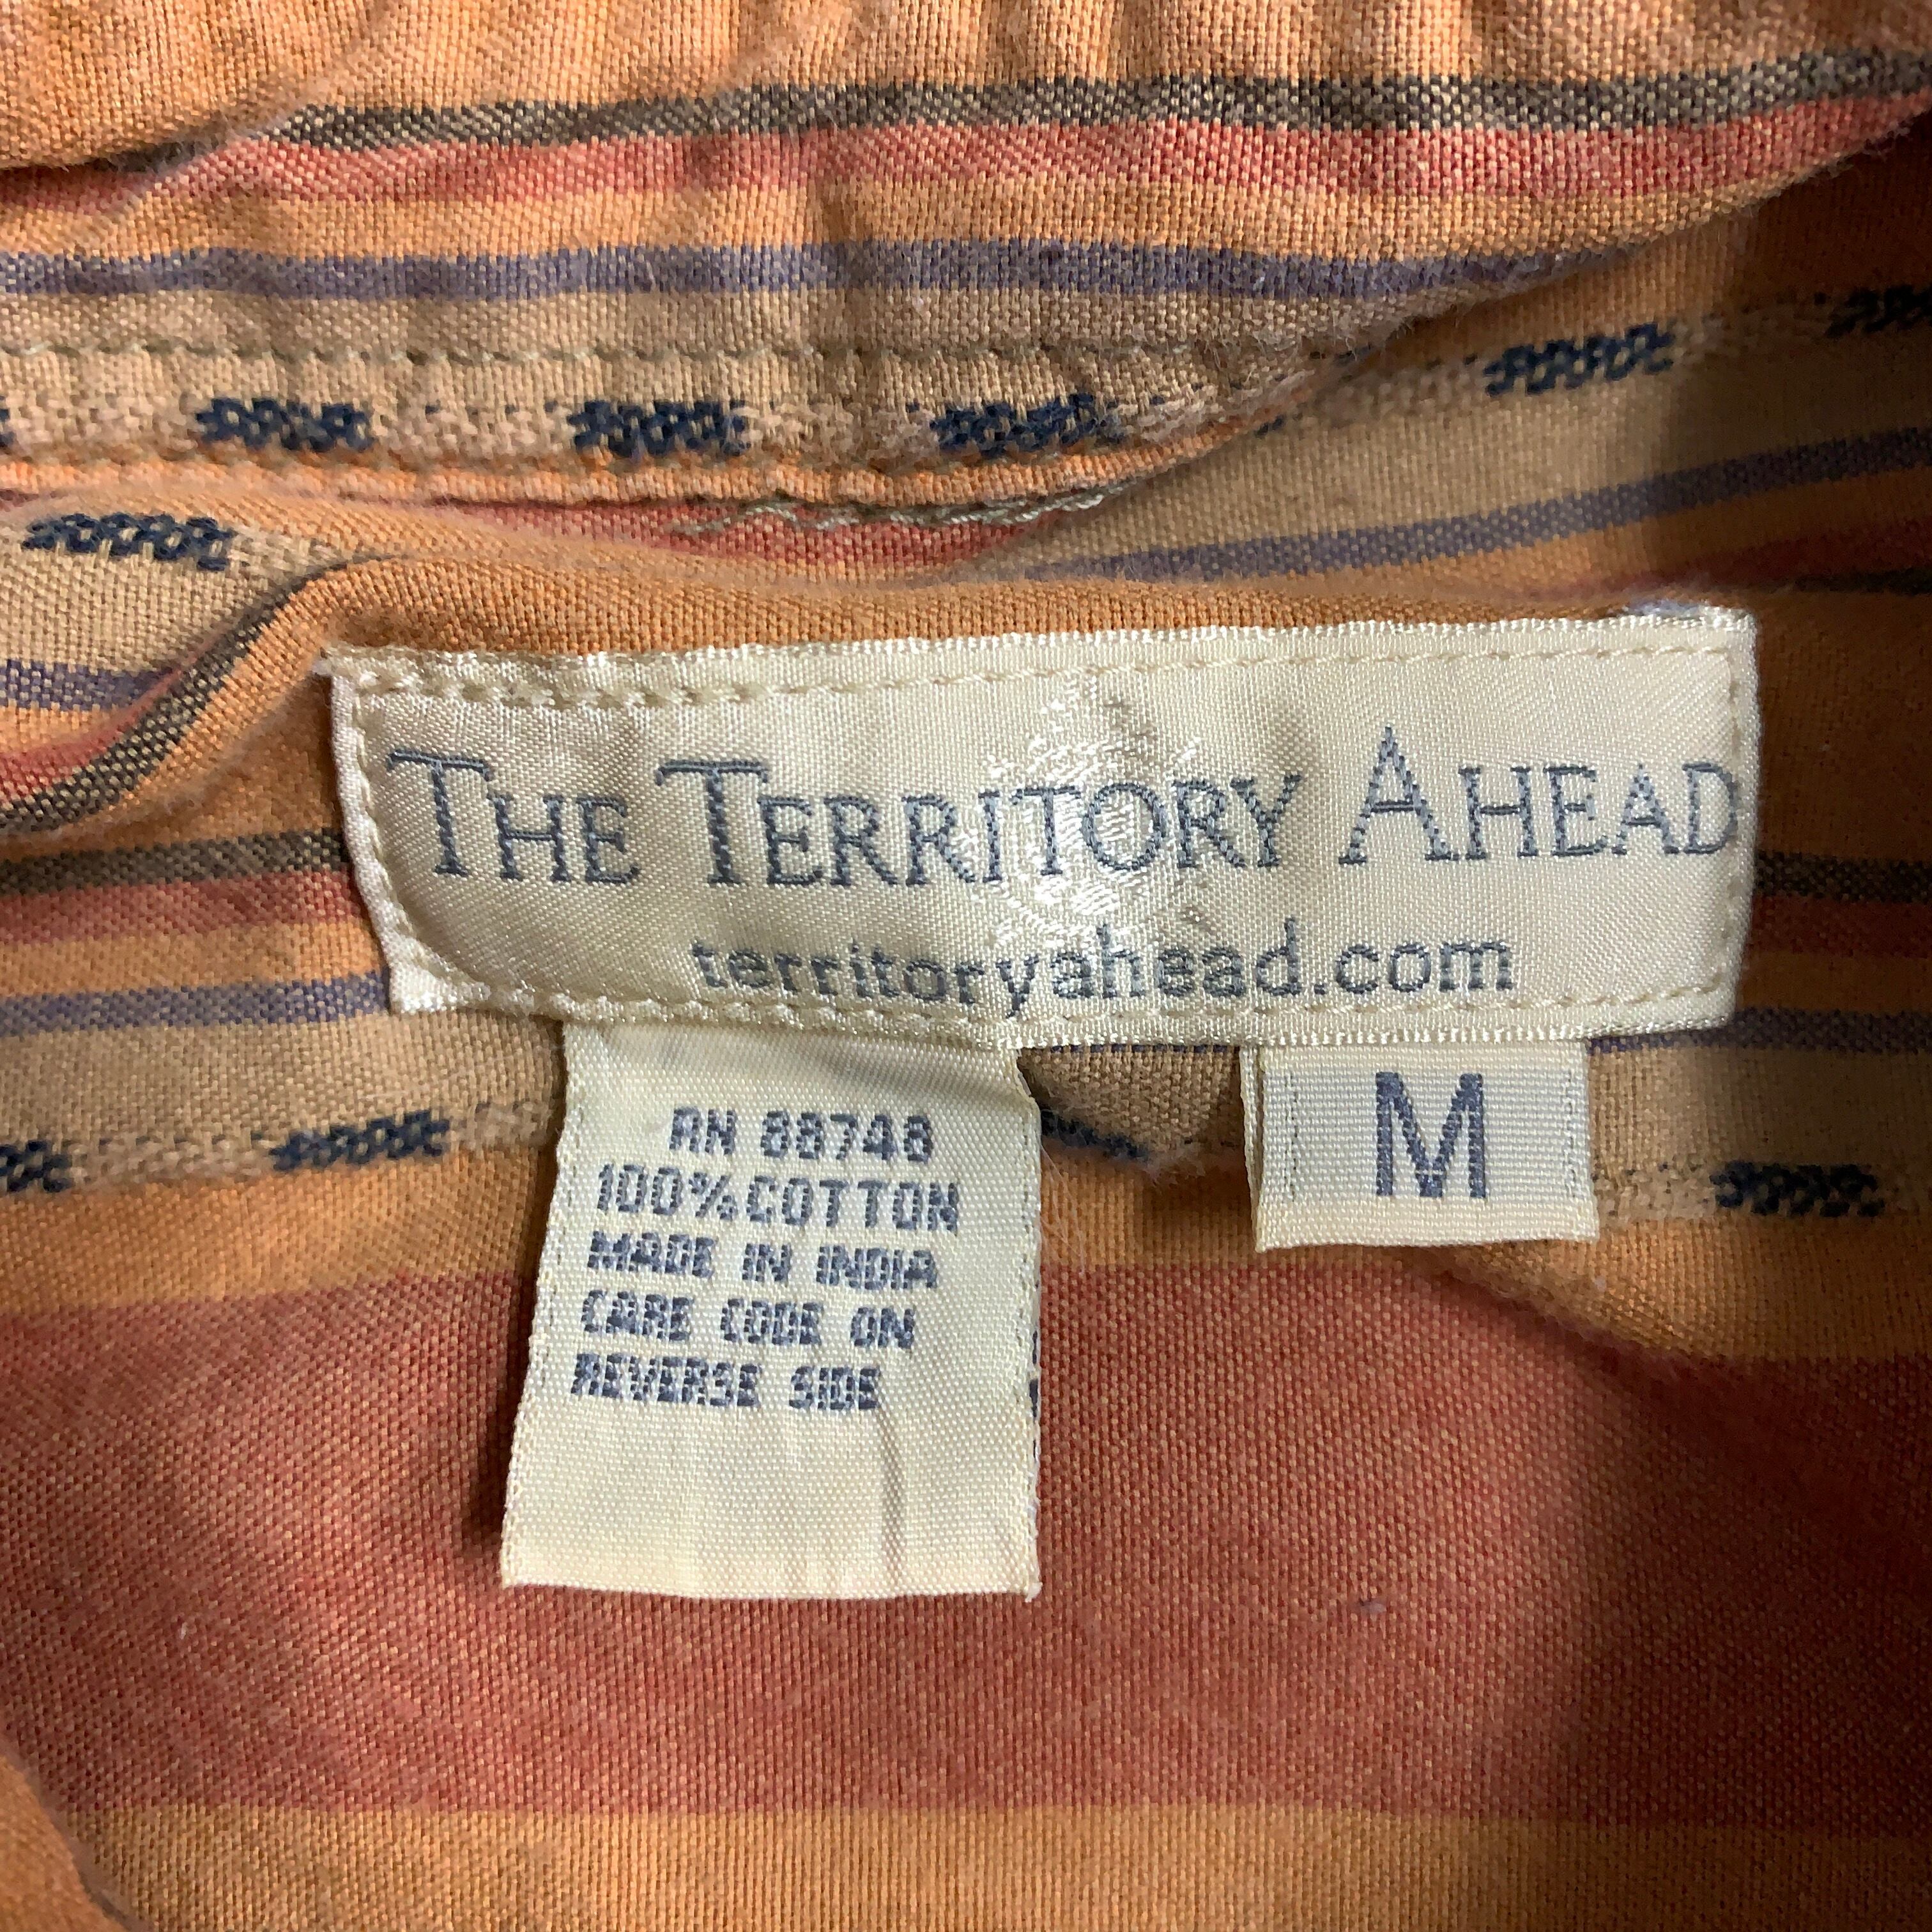 THE TERRITORY AHEAD
territoryahead.com
M
RN 88748
100%COTTON
MADE IN INDIA
CARE CODE ON
REVERSE SIDE